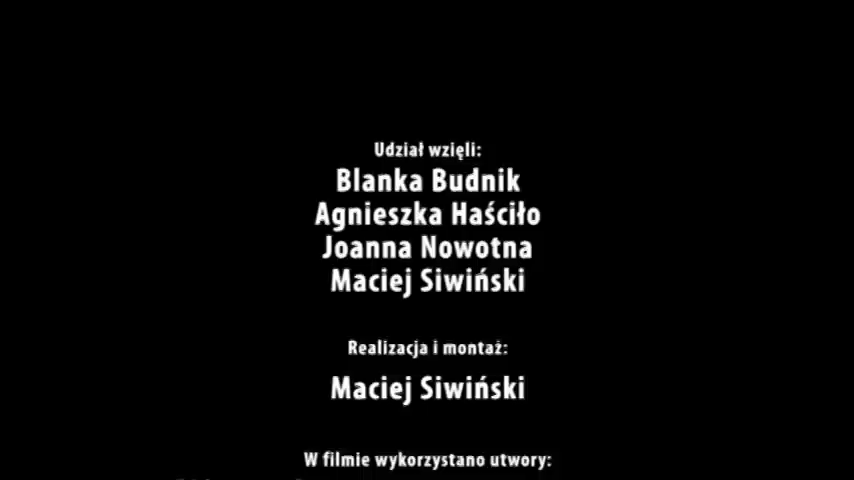 Udział wzięli:
Blanka Budnik
Agnieszka Haściło
Joanna Nowotna
Maciej Siwiński
Realizacja i montaż:
Maciej Siwiński
W filmie wykorzystano utwory: